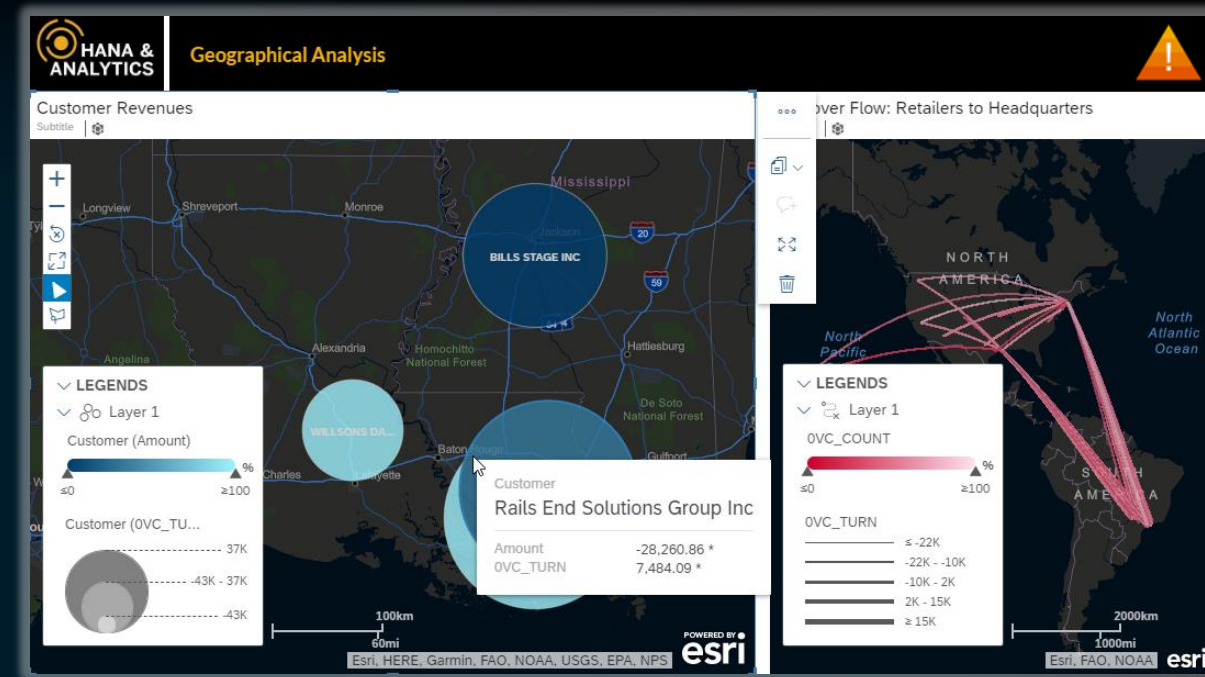 HANA &
ANALYTICS
Geographical Analysis
Customer Revenues
Subtitle
over Flow: Retailers to Headquarters
Mississippi
Longview
Shreveport
Monroe
Jackson
20
BILLS STAGE INC
59
Alexandria
Homochitto
National Forest
Hattiesburg
Angelina
De Soto
National Forest
WILLSONS DA...
Baton Rouge
Gulfport
Charles
Lafayette
LEGENDS
Layer 1
Customer (Amount)
%
≤0
≥100
Customer (0VC_TU...
37K
-43K - 37K
-43K
Customer
Rails End Solutions Group Inc
Amount
-28,260.86 *
0VC_TURN
7,484.09 *
100km
60mi
POWERED BY
esri
Esri, HERE, Garmin, FAO, NOAA, USGS, EPA, NPS
NORTH
AMERICA
North
Pacific
North
Atlantic
Ocean
SOUTH
AMERICA
LEGENDS
Layer 1
0VC_COUNT
%
≤0
≥100
0VC_TURN
≤ -22K
-22K - -10K
-10K - 2K
2K - 15K
≥ 15K
2000km
1000mi
Esri, FAO, NOAA
esri